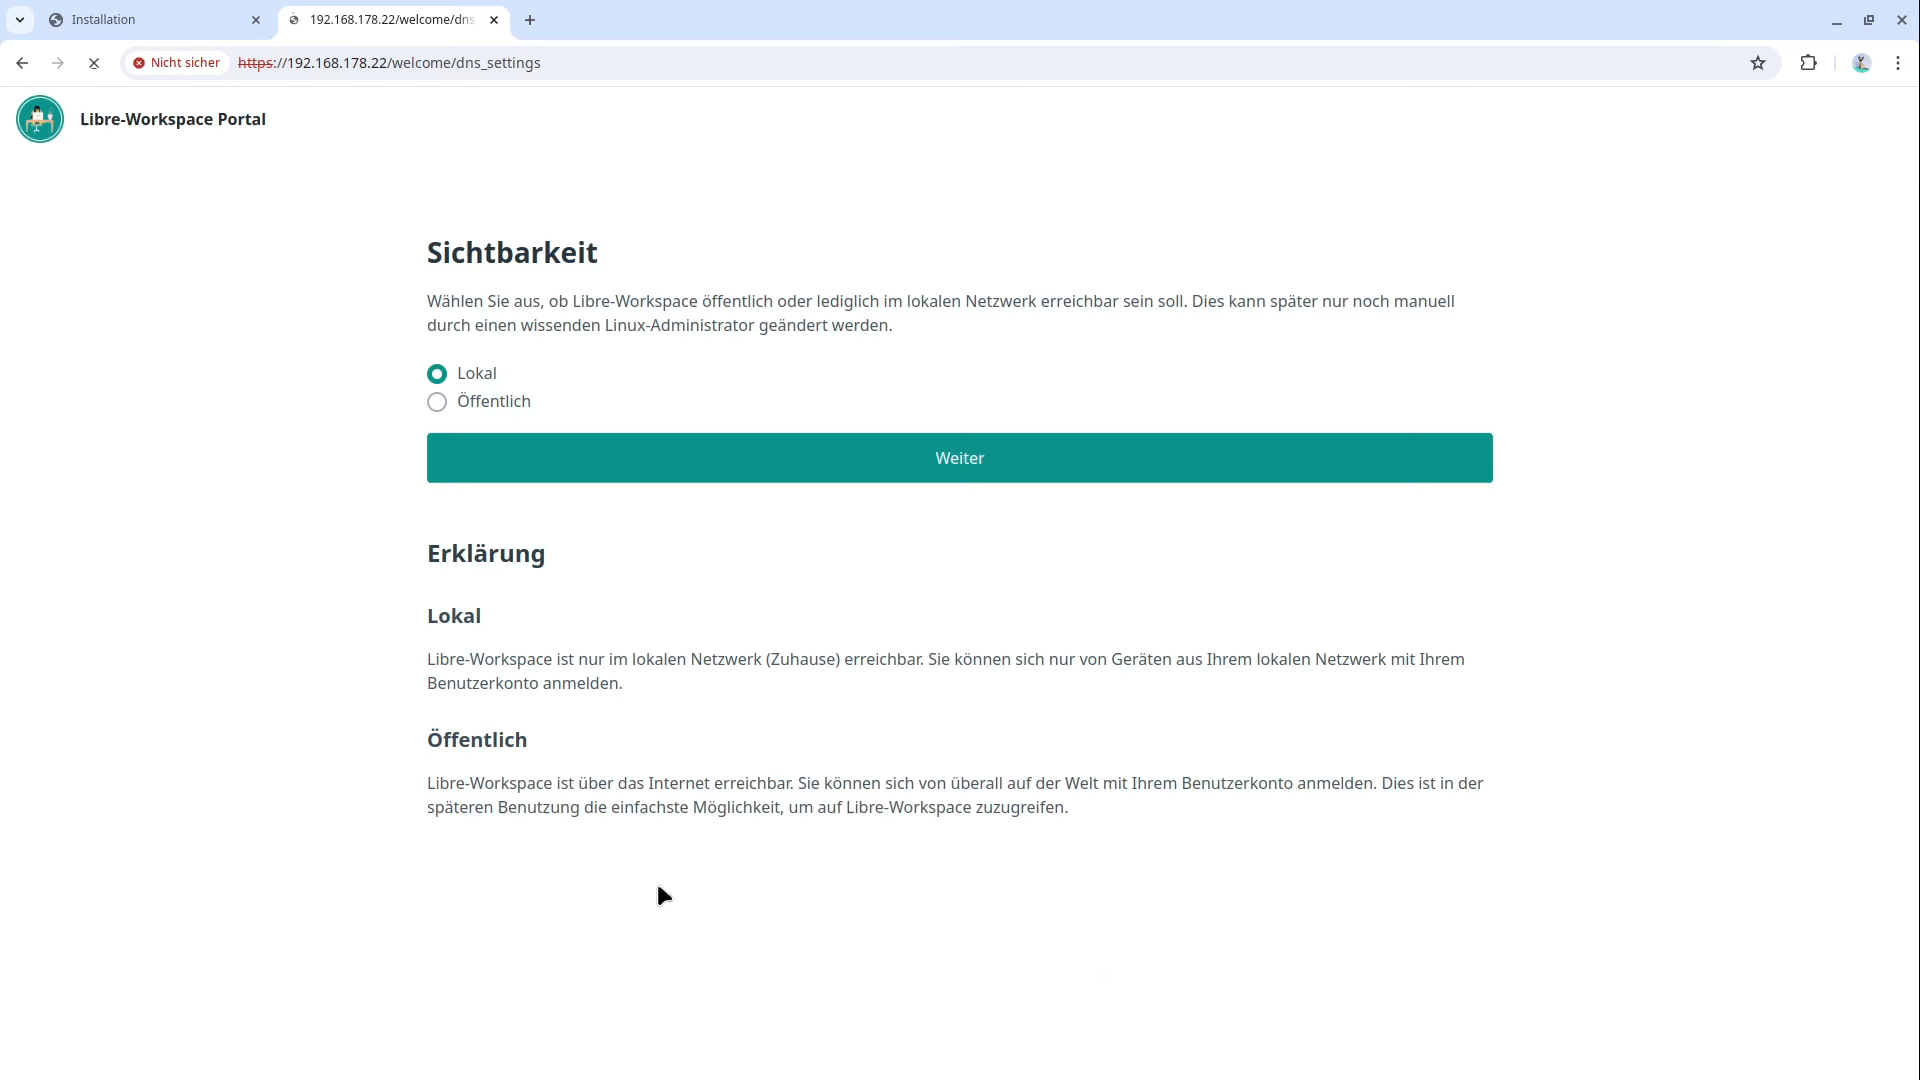 Installation
192.168.178.22/welcome/dns
Nicht sicher
https://192.168.178.22/welcome/dns_settings
Libre-Workspace Portal
Sichtbarkeit
Wählen Sie aus, ob Libre-Workspace öffentlich oder lediglich im lokalen Netzwerk erreichbar sein soll. Dies kann später nur noch manuell
durch einen wissenden Linux-Administrator geändert werden.
Lokal
Öffentlich
Weiter
Erklärung
Lokal
Libre-Workspace ist nur im lokalen Netzwerk (Zuhause) erreichbar. Sie können sich nur von Geräten aus Ihrem lokalen Netzwerk mit Ihrem
Benutzerkonto anmelden.
Öffentlich
Libre-Workspace ist über das Internet erreichbar. Sie können sich von überall auf der Welt mit Ihrem Benutzerkonto anmelden. Dies ist in der
späteren Benutzung die einfachste Möglichkeit, um auf Libre-Workspace zuzugreifen.